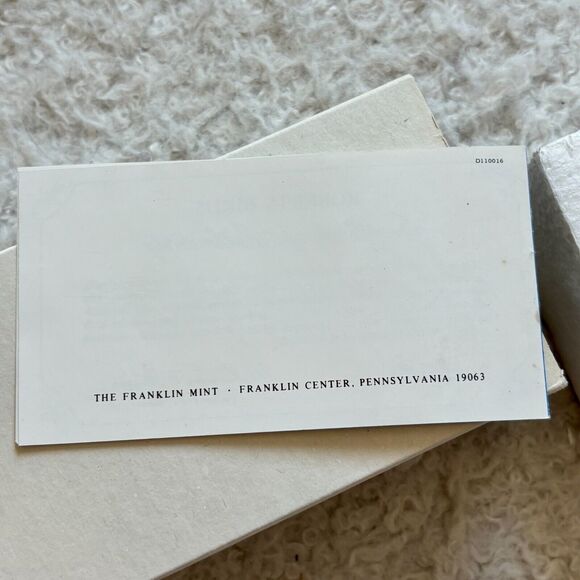 D110016
THE FRANKLIN MINT · FRANKLIN CENTER, PENNSYLVANIA 19063